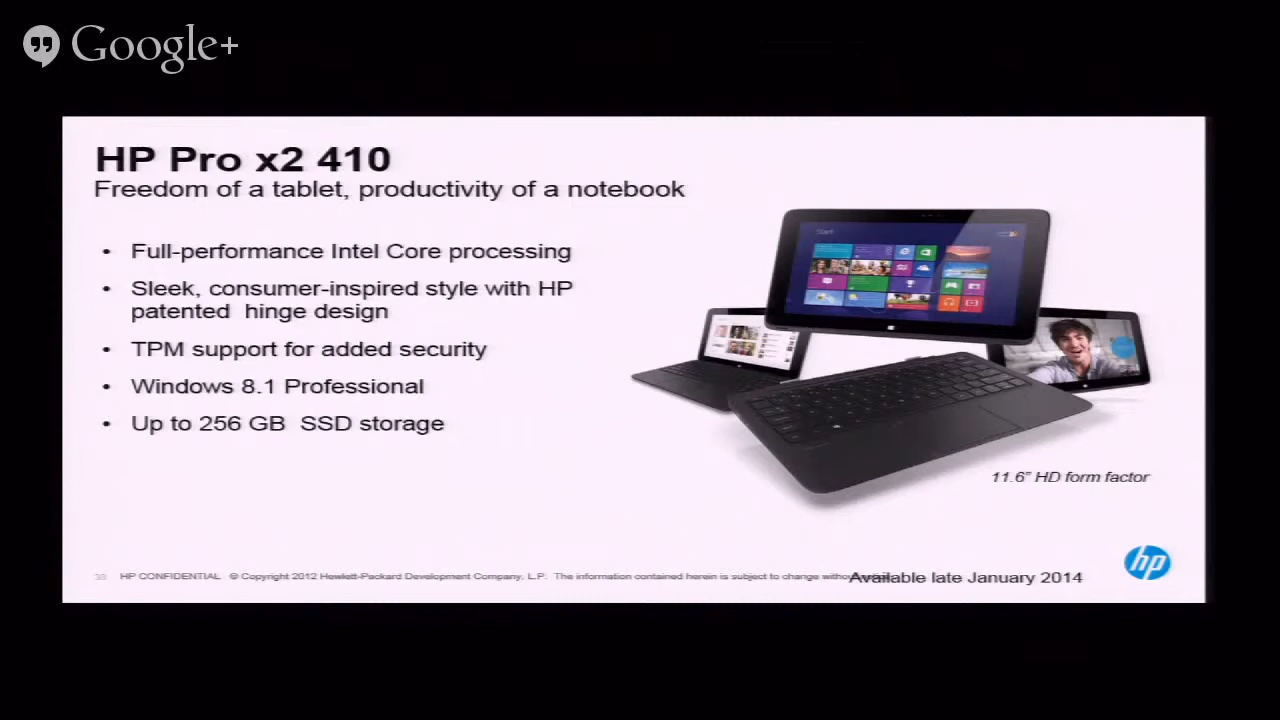 Google+
HP Pro x2 410
Freedom of a tablet, productivity of a notebook
• Full-performance Intel Core processing
• Sleek, consumer-inspired style with HP
patented hinge design
• TPM support for added security
• Windows 8.1 Professional
• Up to 256 GB SSD storage
Start
11.6" HD form factor
hp
33 HP CONFIDENTIAL © Copyright 2012 Hewlett-Packard Development Company, L.P. The information contained herein is subject to change
Available late January 2014